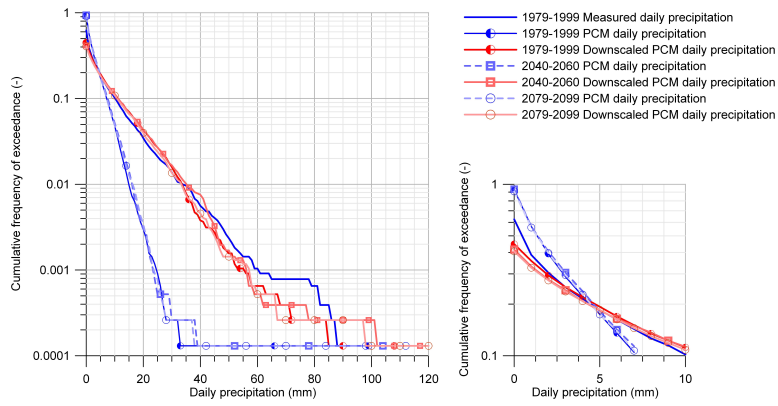 1
0.1
0.01
0.001
0.0001
Cumulative frequency of exceedance (-)
0 20 40 60 80 100 120
Daily precipitation (mm)
1979-1999 Measured daily precipitation
1979-1999 PCM daily precipitation
1979-1999 Downscaled PCM daily precipitation
2040-2060 PCM daily precipitation
2040-2060 Downscaled PCM daily precipitation
2079-2099 PCM daily precipitation
2079-2099 Downscaled PCM daily precipitation
1
0.1
Cumulative frequency of exceedance (-)
0 5 10
Daily precipitation (mm)